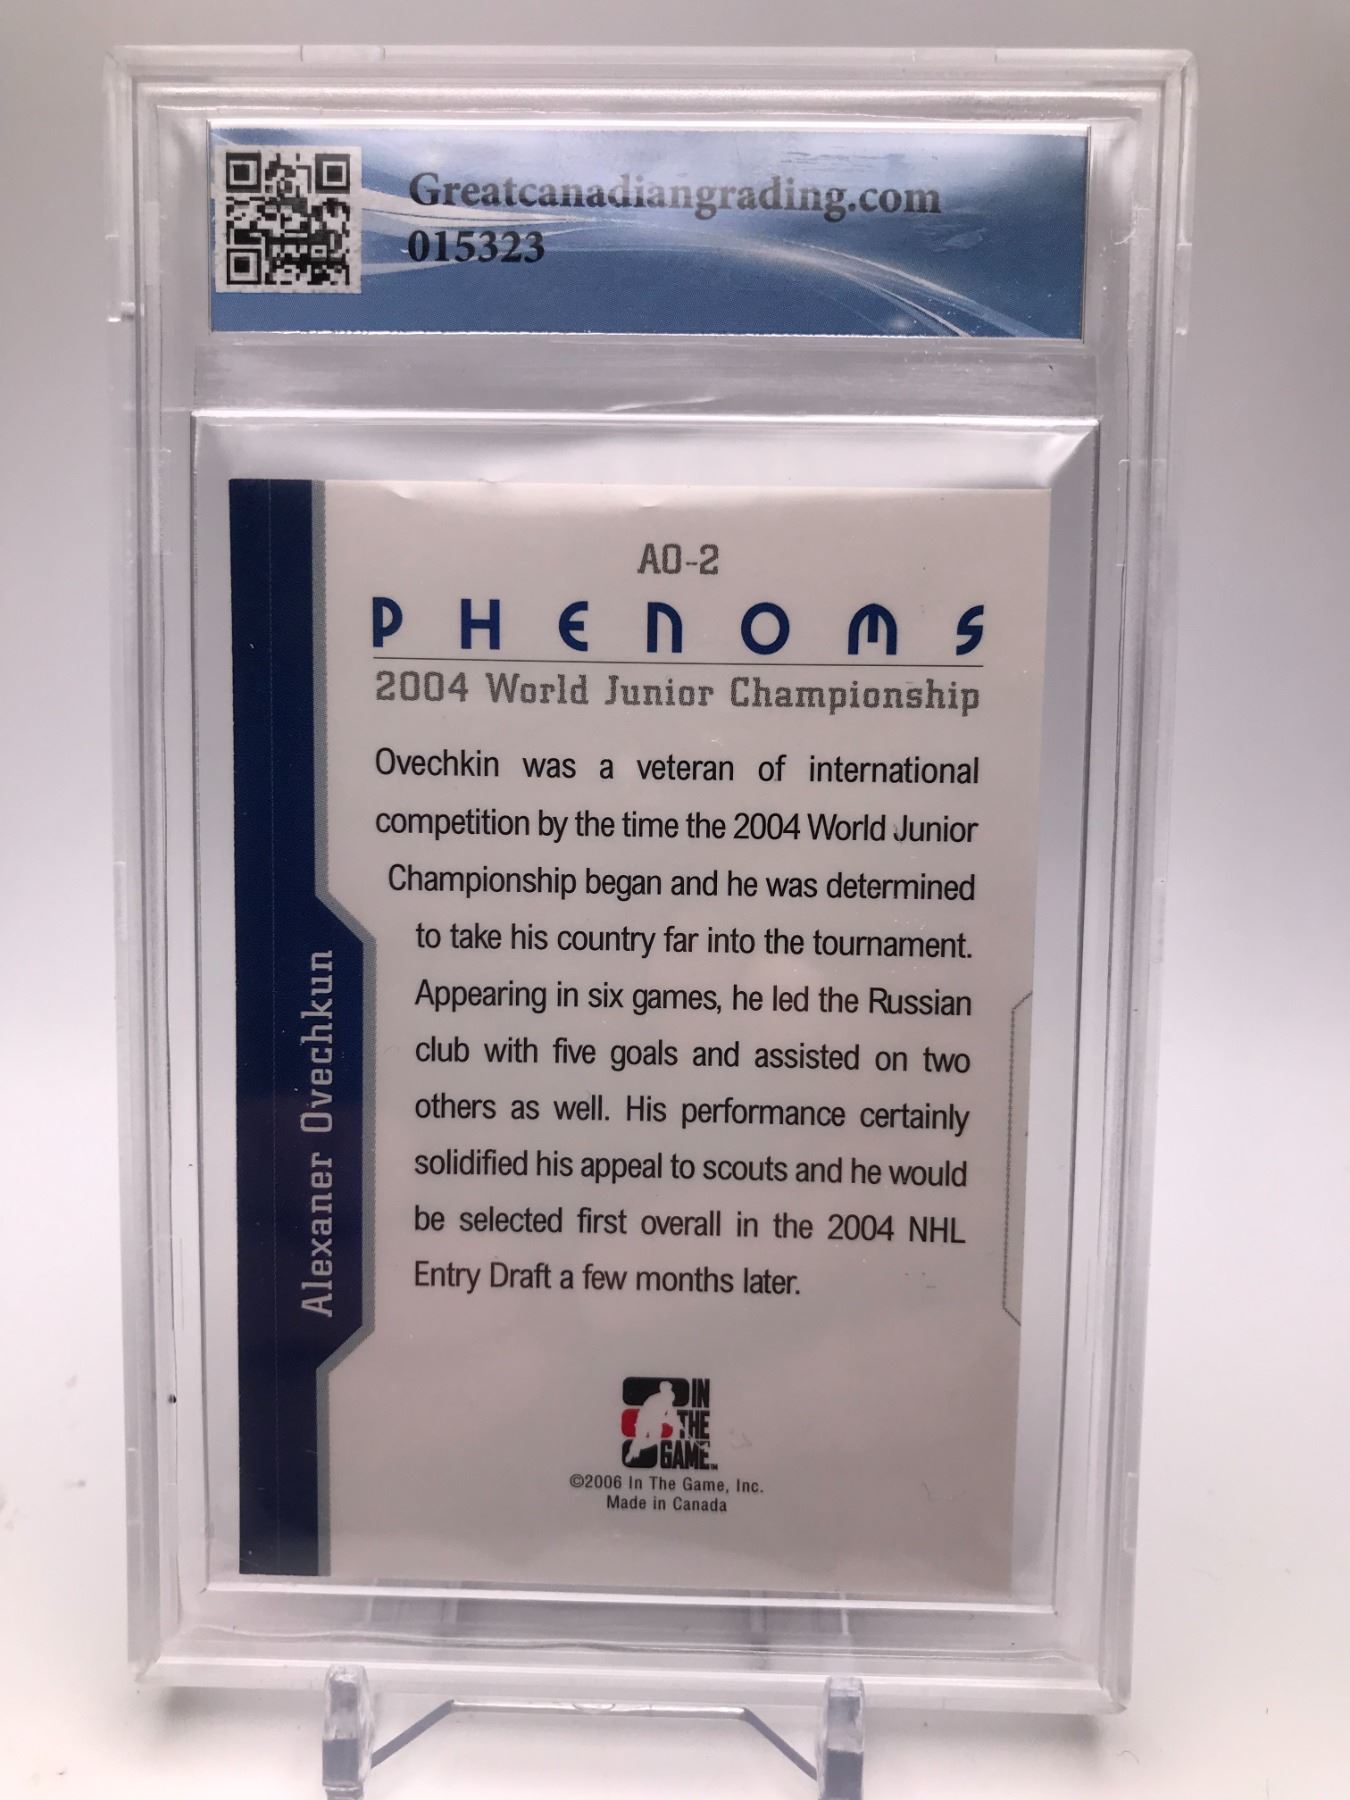 Greatcanadiangrading.com
015323
AO-2
PHENOMS
2004 World Junior Championship
Ovechkin was a veteran of international
competition by the time the 2004 World Junior
Championship began and he was determined
to take his country far into the tournament.
Appearing in six games, he led the Russian
club with five goals and assisted on two
others as well. His performance certainly
solidified his appeal to scouts and he would
be selected first overall in the 2004 NHL
Entry Draft a few months later.
Alexaner Ovechkun
IN
THE
GAME™
©2006 In The Game, Inc.
Made in Canada